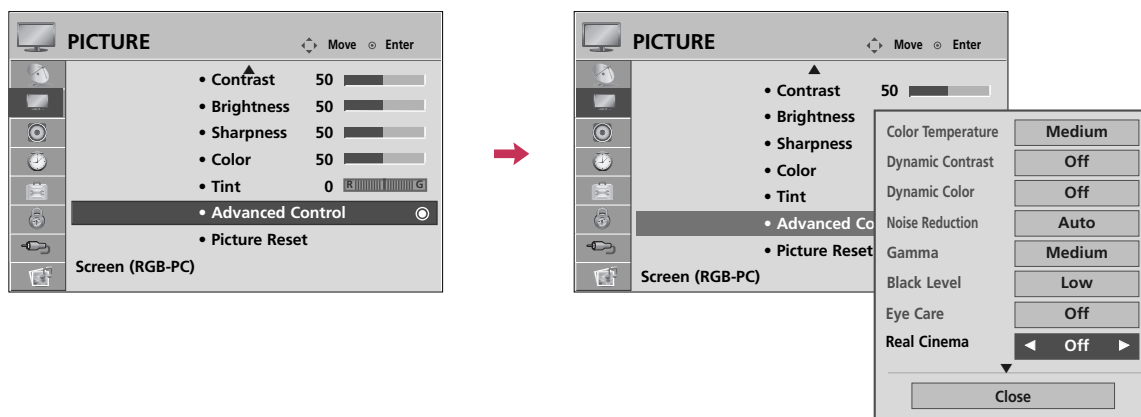 PICTURE
Move Enter
• Contrast 50
• Brightness 50
• Sharpness 50
• Color 50
• Tint 0 R G
• Advanced Control
• Picture Reset
Screen (RGB-PC)
PICTURE
Move Enter
• Contrast 50
• Brightness
• Sharpness
• Color
• Tint
• Advanced Co
• Picture Reset
Screen (RGB-PC)
Color Temperature Medium
Dynamic Contrast Off
Dynamic Color Off
Noise Reduction Auto
Gamma Medium
Black Level Low
Eye Care Off
Real Cinema ◀ Off ▶
Close